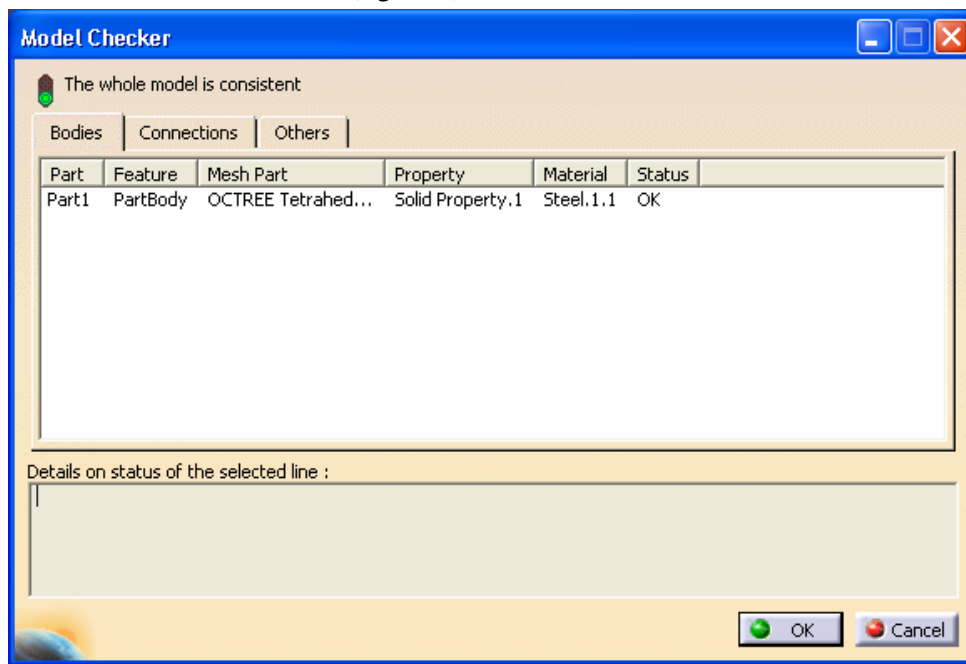 Model Checker
The whole model is consistent
Bodies Connections Others
Part Feature Mesh Part Property Material Status
Part1 PartBody OCTREE Tetrahed... Solid Property.1 Steel.1.1 OK
Details on status of the selected line :
OK Cancel